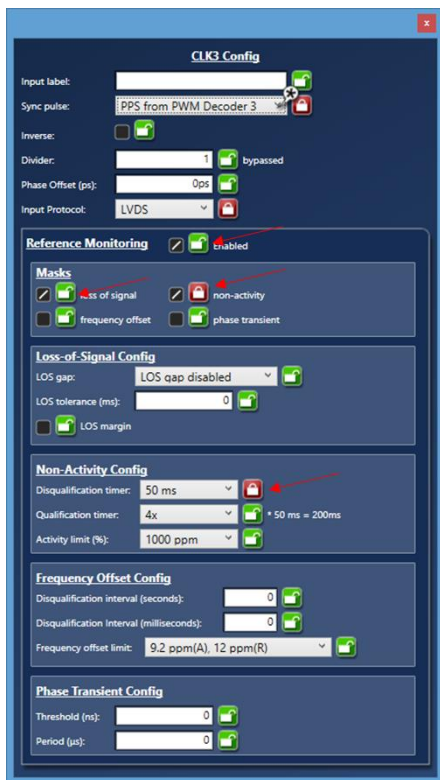 x
CLK3 Config
Input label:
Sync pulse: PPS from PWM Decoder 3
Inverse:
Divider: 1 bypassed
Phase Offset (ps): 0ps
Input Protocol: LVDS
Reference Monitoring Enabled
Masks
loss of signal non-activity
frequency offset phase transient
Loss-of-Signal Config
LOS gap: LOS gap disabled
LOS tolerance (ms): 0
LOS margin
Non-Activity Config
Disqualification timer: 50 ms
Qualification timer: 4x * 50 ms = 200ms
Activity limit (%): 1000 ppm
Frequency Offset Config
Disqualification interval (seconds): 0
Disqualification Interval (milliseconds): 0
Frequency offset limit: 9.2 ppm(A), 12 ppm(R)
Phase Transient Config
Threshold (ns): 0
Period (µs): 0